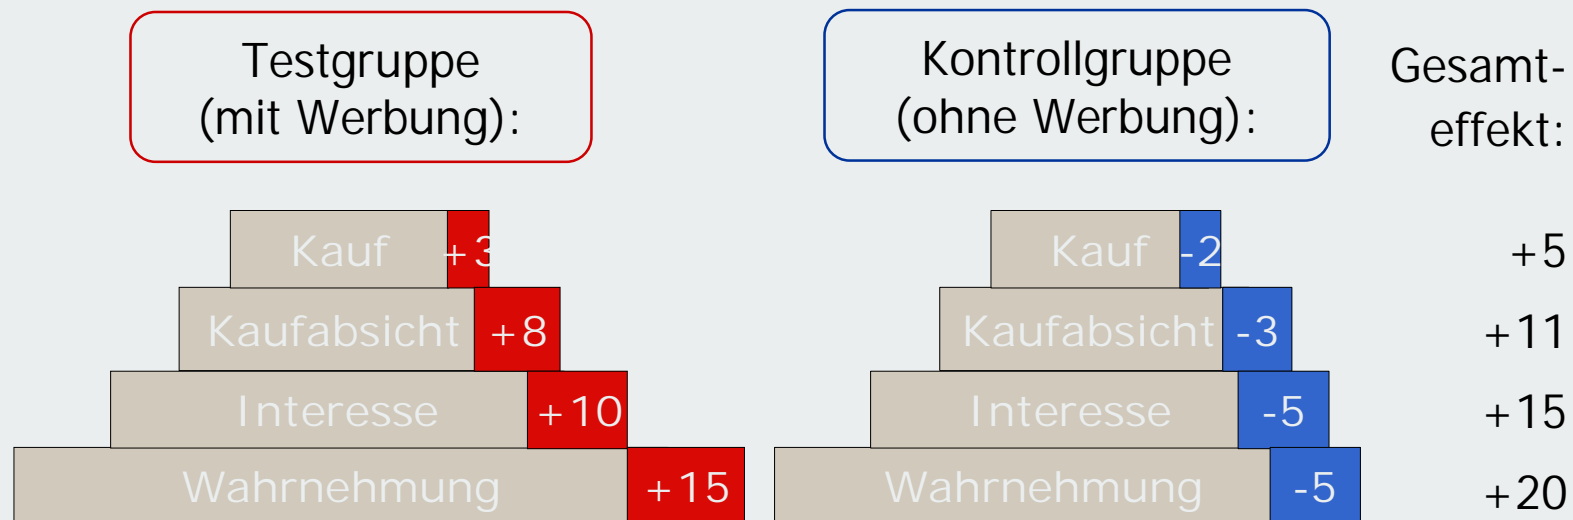 Testgruppe
(mit Werbung):
Kontrollgruppe
(ohne Werbung):
Gesamt-
effekt:
Kauf +3 Kauf -2 +5
Kaufabsicht +8 Kaufabsicht -3 +11
Interesse +10 Interesse -5 +15
Wahrnehmung +15 Wahrnehmung -5 +20